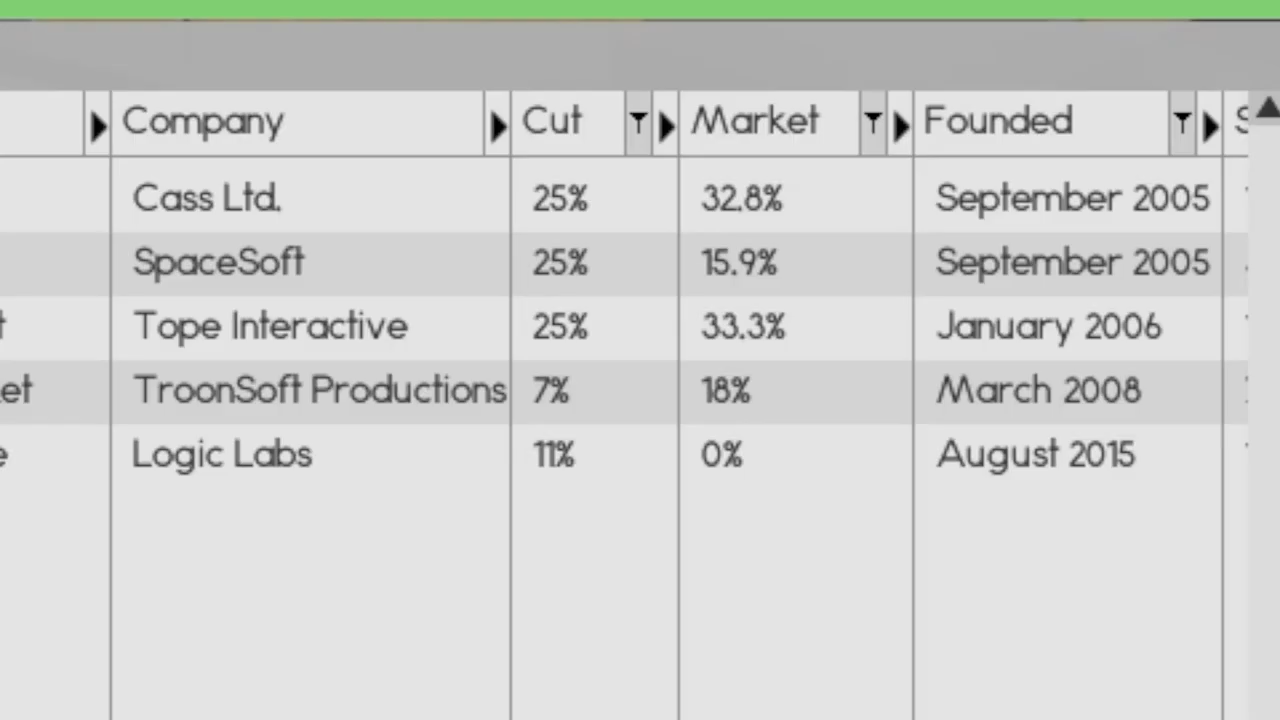 Company Cut Market Founded
Cass Ltd. 25% 32.8% September 2005
SpaceSoft 25% 15.9% September 2005
Tope Interactive 25% 33.3% January 2006
TroonSoft Productions 7% 18% March 2008
Logic Labs 11% 0% August 2015